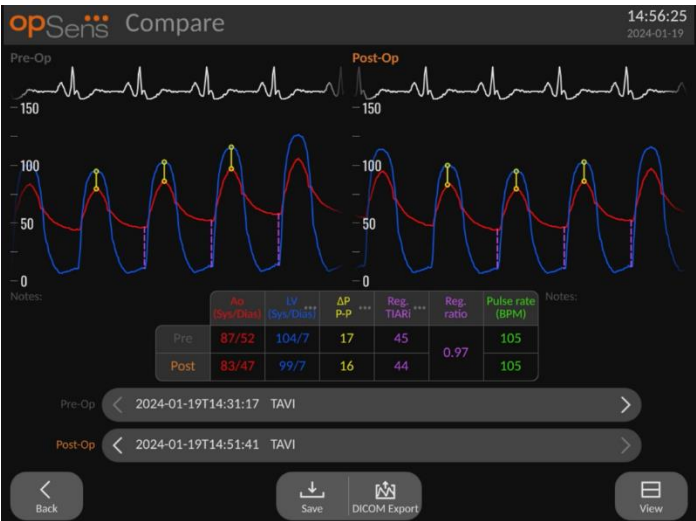 opSens Compare 14:56:25
2024-01-19
Pre-Op Post-Op
150 150
100 100
50 50
0 0
Notes: Notes:
Ao (Sys/Dias) LV (Sys/Dias) ΔP P-P Reg. TIARi Reg. ratio Pulse rate (BPM)
Pre 87/52 104/7 17 45 0.97 105
Post 83/47 99/7 16 44 105
Pre-Op 2024-01-19T14:31:17 TAVI
Post-Op 2024-01-19T14:51:41 TAVI
Back Save DICOM Export View